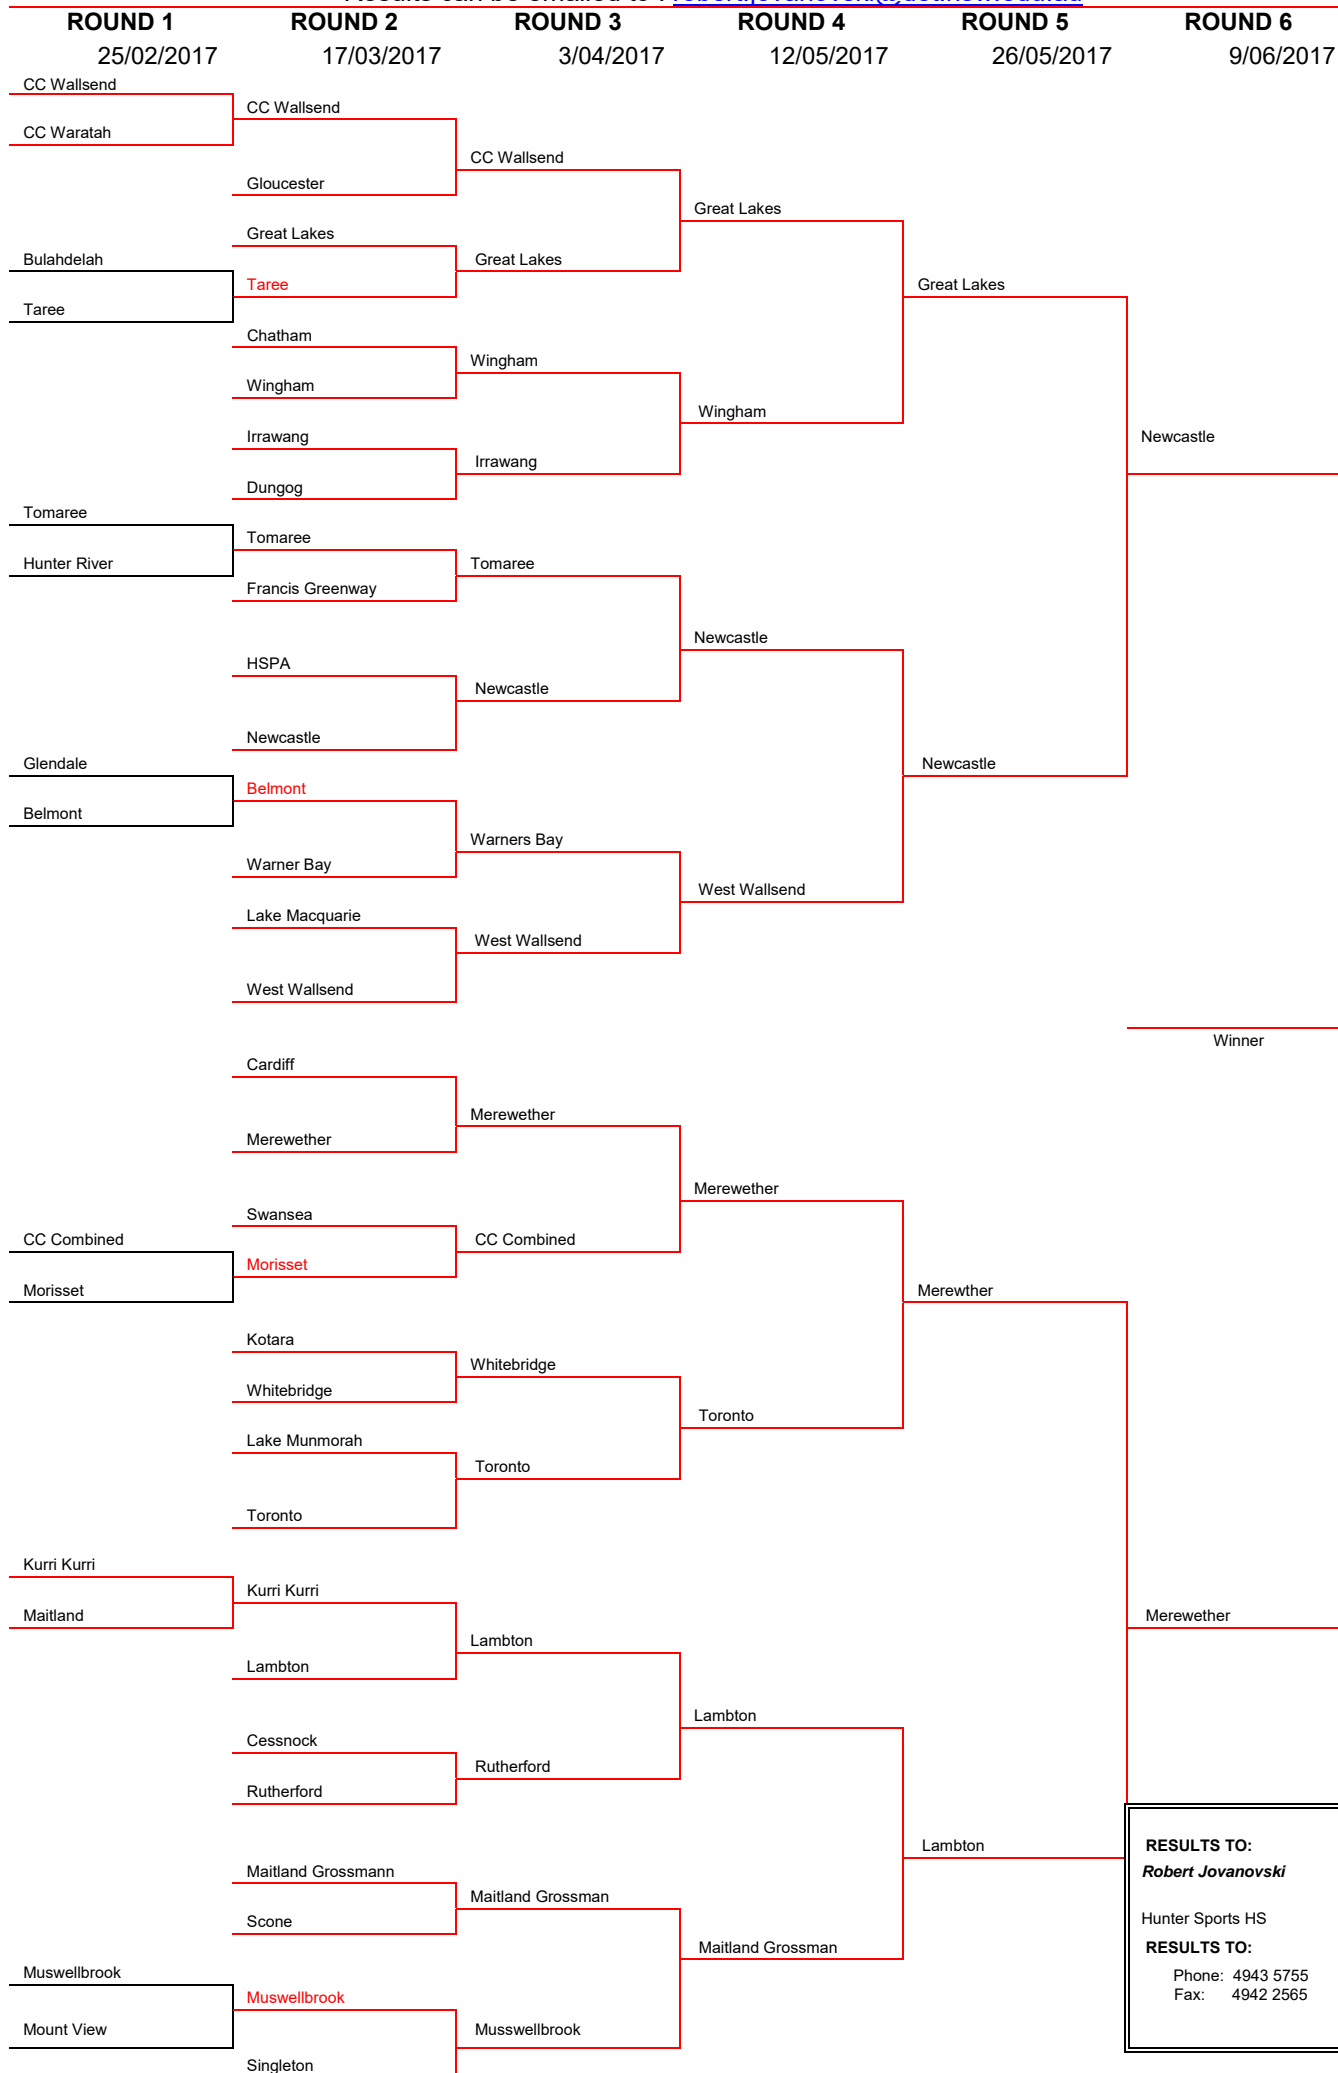 ROUND 1 ROUND 2 ROUND 3 ROUND 4 ROUND 5 ROUND 6
25/02/2017 17/03/2017 3/04/2017 12/05/2017 26/05/2017 9/06/2017
CC Wallsend
CC Wallsend
CC Waratah
CC Wallsend
Gloucester
Great Lakes
Great Lakes
Bulahdelah
Great Lakes
Taree
Great Lakes
Taree
Chatham
Wingham
Wingham
Wingham
Irrawang
Newcastle
Irrawang
Dungog
Tomaree
Tomaree
Hunter River
Tomaree
Francis Greenway
Newcastle
HSPA
Newcastle
Newcastle
Glendale
Newcastle
Belmont
Belmont
Warners Bay
Warner Bay
West Wallsend
Lake Macquarie
West Wallsend
West Wallsend
Winner
Cardiff
Merewether
Merewether
Merewether
Swansea
CC Combined
CC Combined
Morisset
Morisset
Merewther
Kotara
Whitebridge
Whitebridge
Toronto
Lake Munmorah
Toronto
Toronto
Kurri Kurri
Kurri Kurri
Maitland
Merewether
Lambton
Lambton
Lambton
Cessnock
Rutherford
Rutherford
Lambton
RESULTS TO:
Maitland Grossmann
Robert Jovanovski
Maitland Grossman
Scone
Hunter Sports HS
Maitland Grossman
RESULTS TO:
Muswellbrook
Phone: 4943 5755
Muswellbrook
Fax: 4942 2565
Mount View
Musswellbrook
Singleton